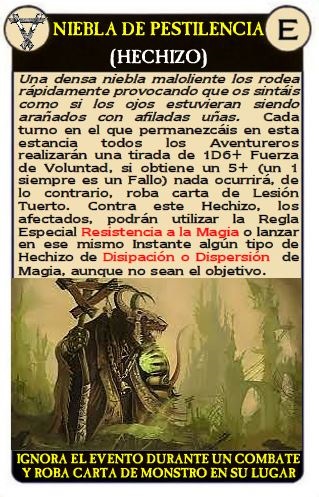 NIEBLA DE PESTILENCIA
E
(HECHIZO)
Una densa niebla maloliente los rodea
rápidamente provocando que os sintáis
como si los ojos estuvieran siendo
arañados con afiladas uñas. Cada
turno en el que permanezcáis en esta
estancia todos los Aventureros
realizarán una tirada de 1D6+ Fuerza
de Voluntad, si obtiene un 5+ (un 1
siempre es un Fallo) nada ocurrirá, de
lo contrario, roba carta de Lesión
Tuerto. Contra este Hechizo, los
afectados, podrán utilizar la Regla
Especial Resistencia a la Magia o lanzar
en ese mismo Instante algún tipo de
Hechizo de Disipación o Dispersión de
Magia, aunque no sean el objetivo.
IGNORA EL EVENTO DURANTE UN COMBATE
Y ROBA CARTA DE MONSTRO EN SU LUGAR